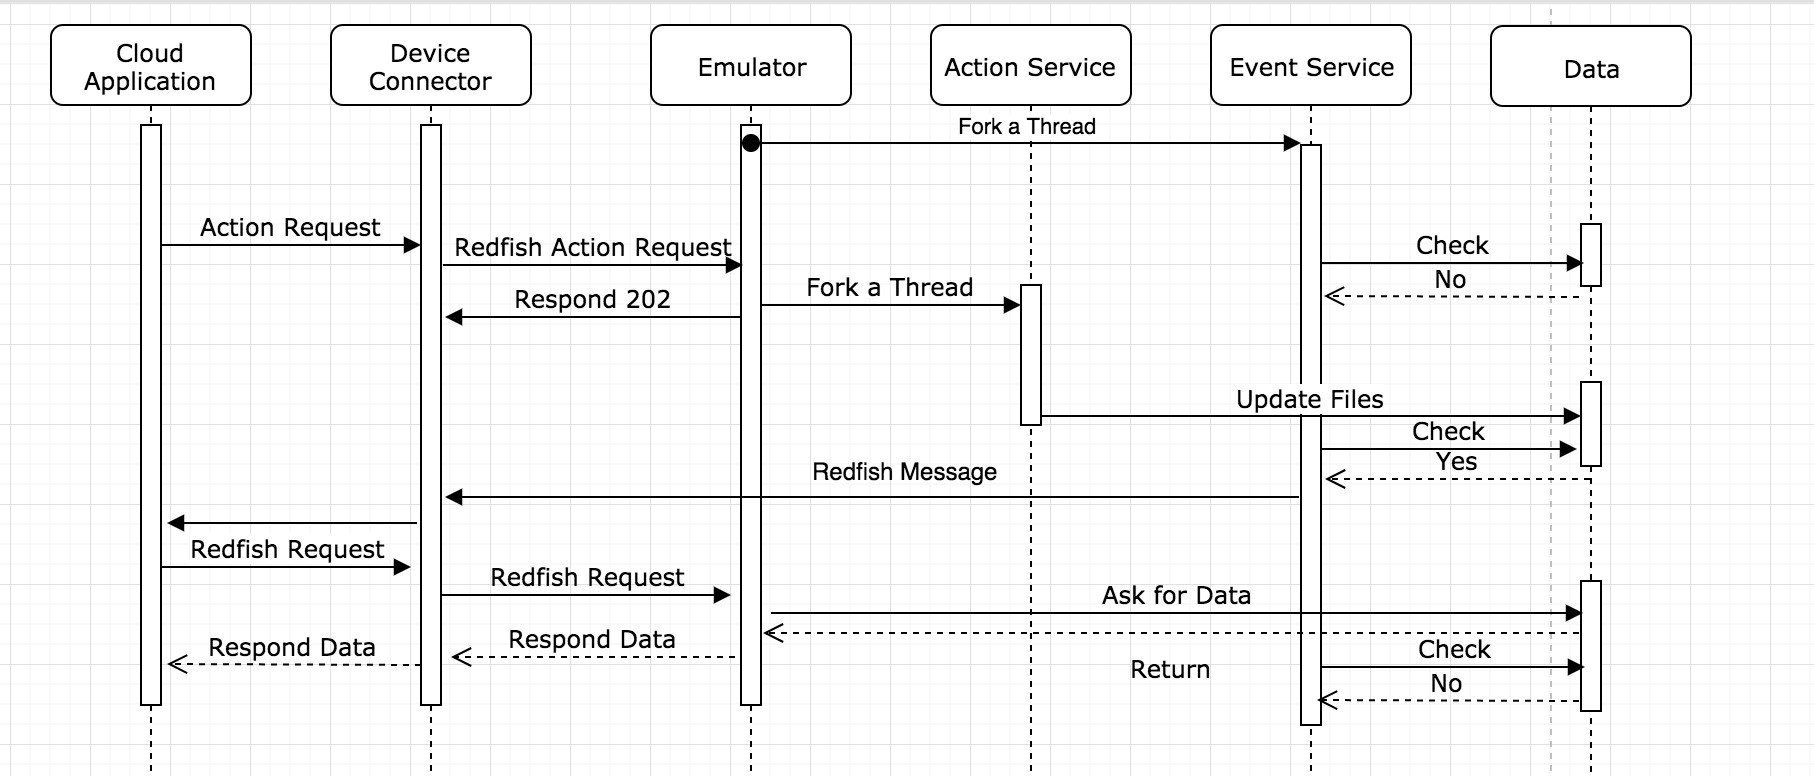 Cloud
Application
Device
Connector
Emulator
Action Service
Event Service
Data
Fork a Thread
Action Request
Redfish Action Request
Check
No
Fork a Thread
Respond 202
Update Files
Check
Yes
Redfish Message
Redfish Request
Redfish Request
Ask for Data
Respond Data
Respond Data
Return
Check
No